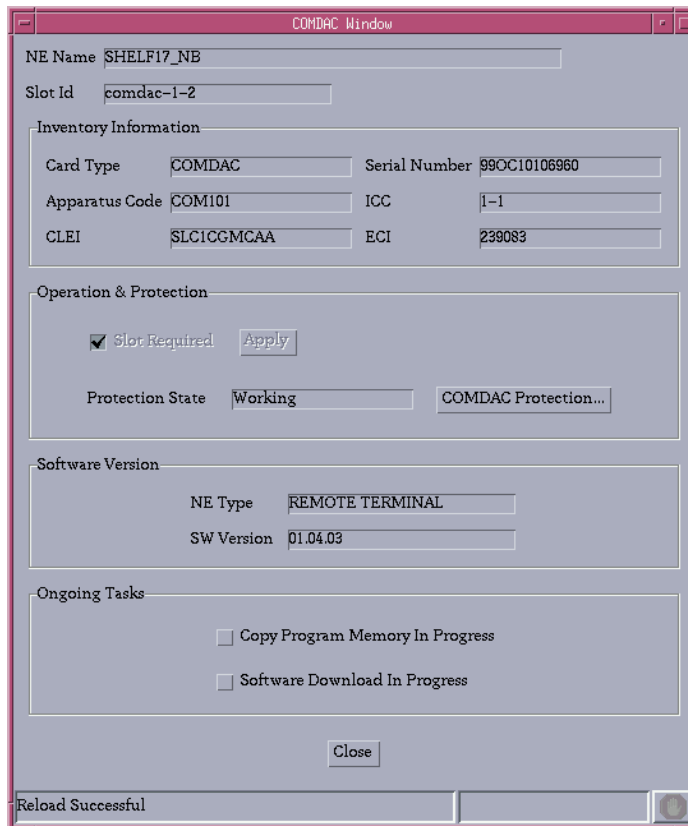 COMDAC Window
NE Name SHELF17_NB
Slot Id comdac-1-2
Inventory Information
Card Type COMDAC Serial Number 99OC10106960
Apparatus Code COM101 ICC 1-1
CLEI SLC1CGMCAA ECI 239083
Operation & Protection
Slot Required Apply
Protection State Working COMDAC Protection...
Software Version
NE Type REMOTE TERMINAL
SW Version 01.04.03
Ongoing Tasks
Copy Program Memory In Progress
Software Download In Progress
Close
Reload Successful